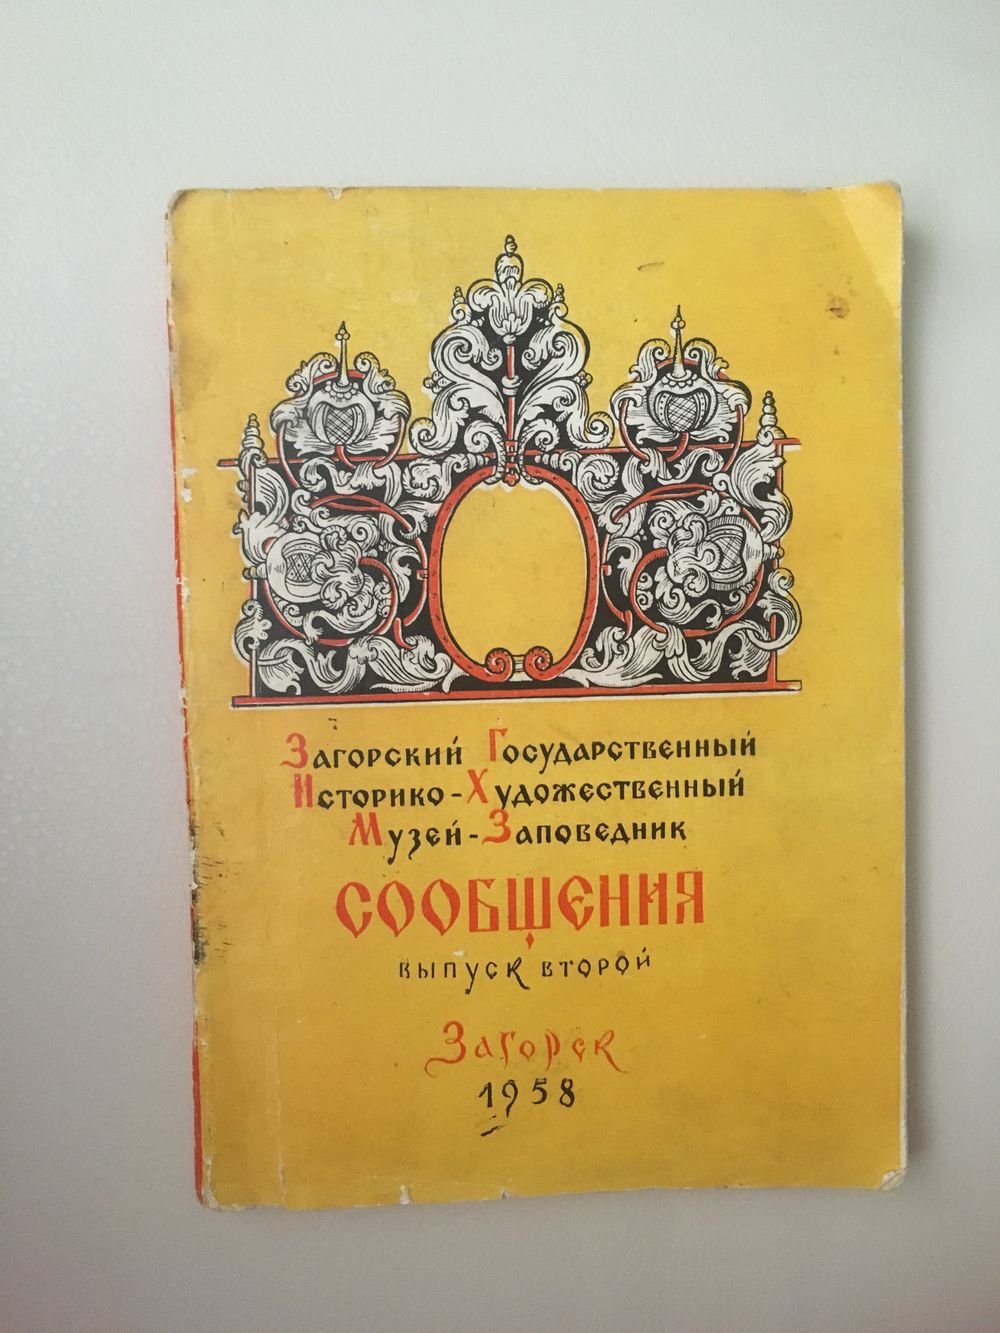 Загорский Государственный
Историко-Художественный
Музей-Заповедник
СООБЩЕНИЯ
выпуск второй
Загорск
1958